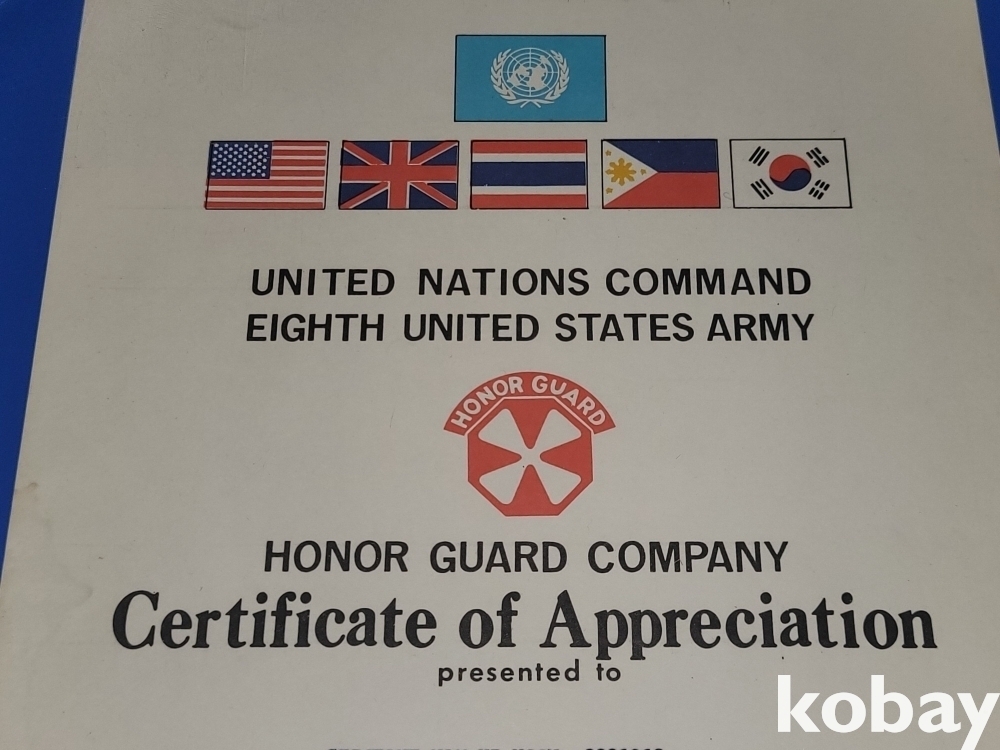 UNITED NATIONS COMMAND
EIGHTH UNITED STATES ARMY
HONOR GUARD
HONOR GUARD COMPANY
Certificate of Appreciation
presented to
kobay